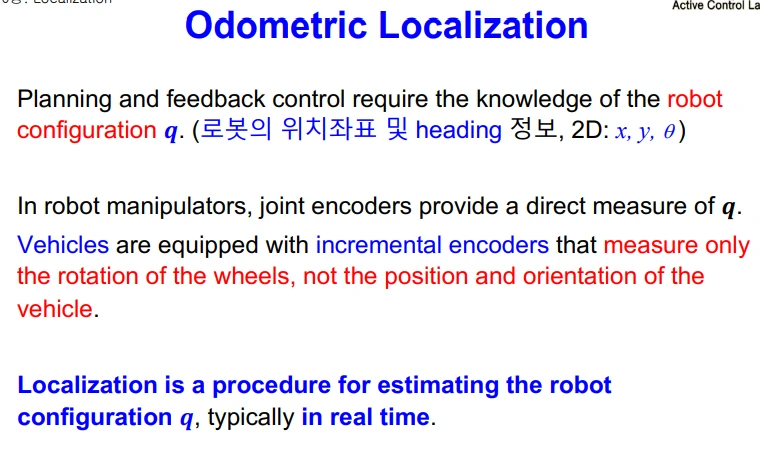 Localization
Active Control La
Odometric Localization
Planning and feedback control require the knowledge of the robot
configuration q. (로봇의 위치좌표 및 heading 정보, 2D: x, y, θ)
In robot manipulators, joint encoders provide a direct measure of q.
Vehicles are equipped with incremental encoders that measure only
the rotation of the wheels, not the position and orientation of the
vehicle.
Localization is a procedure for estimating the robot
configuration q, typically in real time.